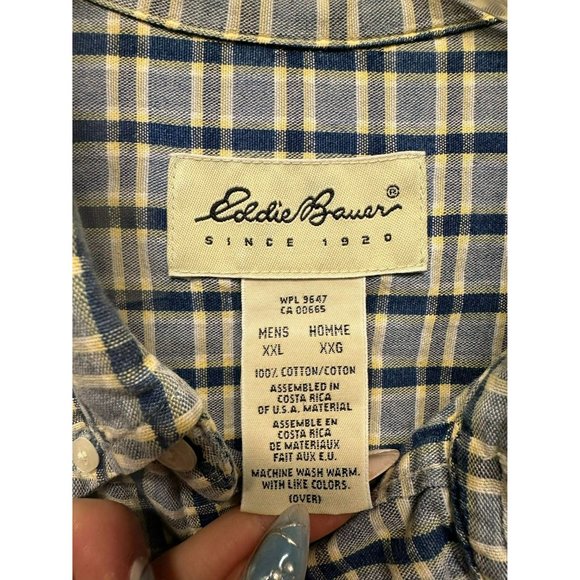 Eddie Bauer®
SINCE 1920
WPL 9647
CA 00665
MENS HOMME
XXL XXG
100% COTTON/COTON
ASSEMBLED IN
COSTA RICA
OF U.S.A. MATERIAL
ASSEMBLE EN
COSTA RICA
DE MATERIAUX
FAIT AUX E.U.
MACHINE WASH WARM.
WITH LIKE COLORS.
(OVER)